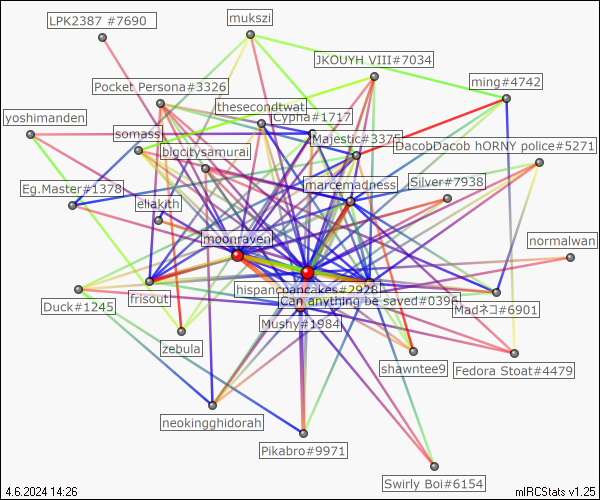 LPK2387 #7690
mukszi
JKOUYH VIII#7034
ming#4742
Pocket Persona#3326
thesecondtwat
Cypha#1717
yoshimanden
somass
Majestic#3375
DacobDacob hORNY police#5271
bigcitysamurai
Eg.Master#1378
marcemadness
Silver#7938
eliakith
moonraven
normalwan
hispanicpancakes#2928
frisout
Can anything be saved#0396
Duck#1245
Madネコ#6901
Mushy#1984
zebula
shawntee9
Fedora Stoat#4479
neokingghidorah
Pikabro#9971
Swirly Boi#6154
4.6.2024 14:26
mIRCStats v1.25